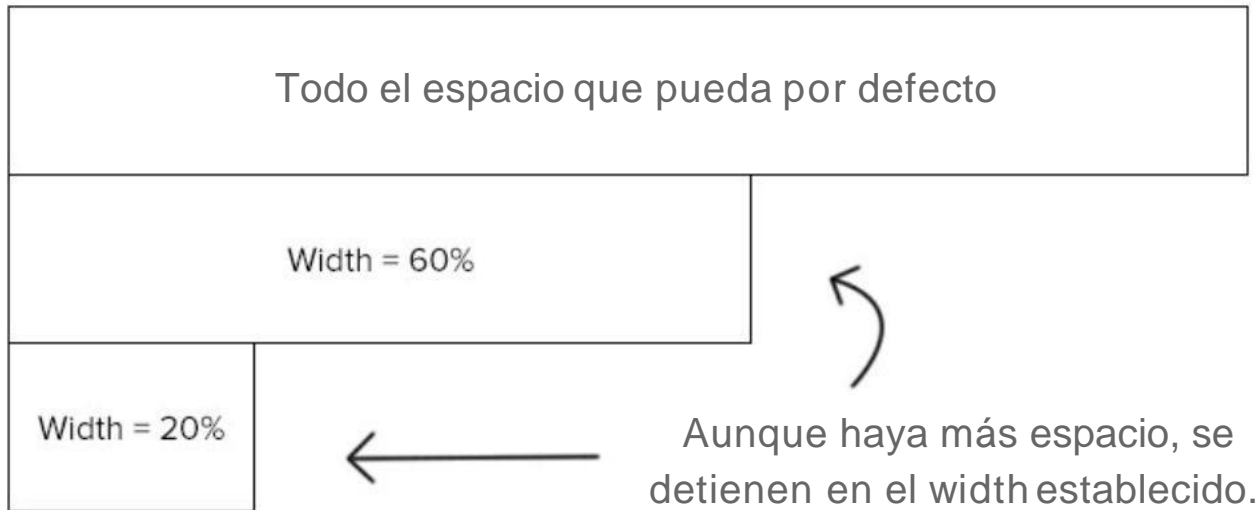 Todo el espacio que pueda por defecto
Width = 60%
Width = 20%
Aunque haya más espacio, se
detienen en el width establecido.